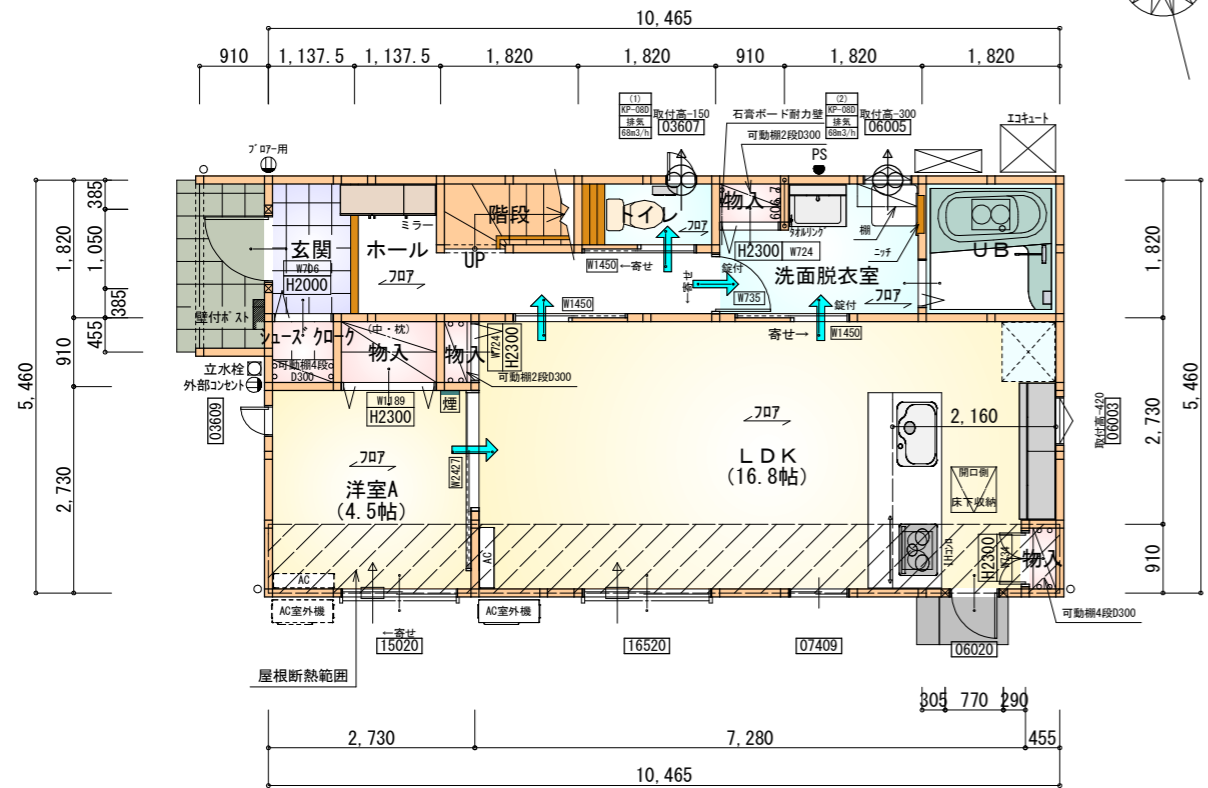 10,465
910
1,137.5
1,137.5
1,820
1,820
910
1,820
1,820
(1)
KP-08D
排気
68m3/h
取付高-150
03607
石膏ボード耐力壁
可動棚2段D300
(2)
KP-08D
排気
68m3/h
取付高-300
06005
エコキュート
ブロアー用
PS
5,460
1,820
910
2,730
385
1,050
385
455
玄関
W706
H2000
ホール
ミラー
フロア
階段
UP
トイレ
フロア
W1450
←寄せ
物入
H2300
W724
タオルリング
棚
ニッチ
洗面脱衣室
フロア
UB
錠付
←寄せ
W735
W1450
錠付
寄せ→
W1450
壁付ポスト
シューズクローク
可動棚4段
D300
(中・枕)
物入
物入
W724
H2300
可動棚2段D300
立水栓
外部コンセント
03609
W1189
H2300
煙
フロア
洋室A
(4.5帖)
W2427
フロア
LDK
(16.8帖)
2,160
開口側
床下収納
IHコンロ
H2300
W734
物入
取付高-420
06003
1,820
2,730
910
5,460
AC
AC
AC室外機
AC室外機
可動棚4段D300
←寄せ
15020
16520
07409
06020
屋根断熱範囲
305
770
290
2,730
7,280
455
10,465